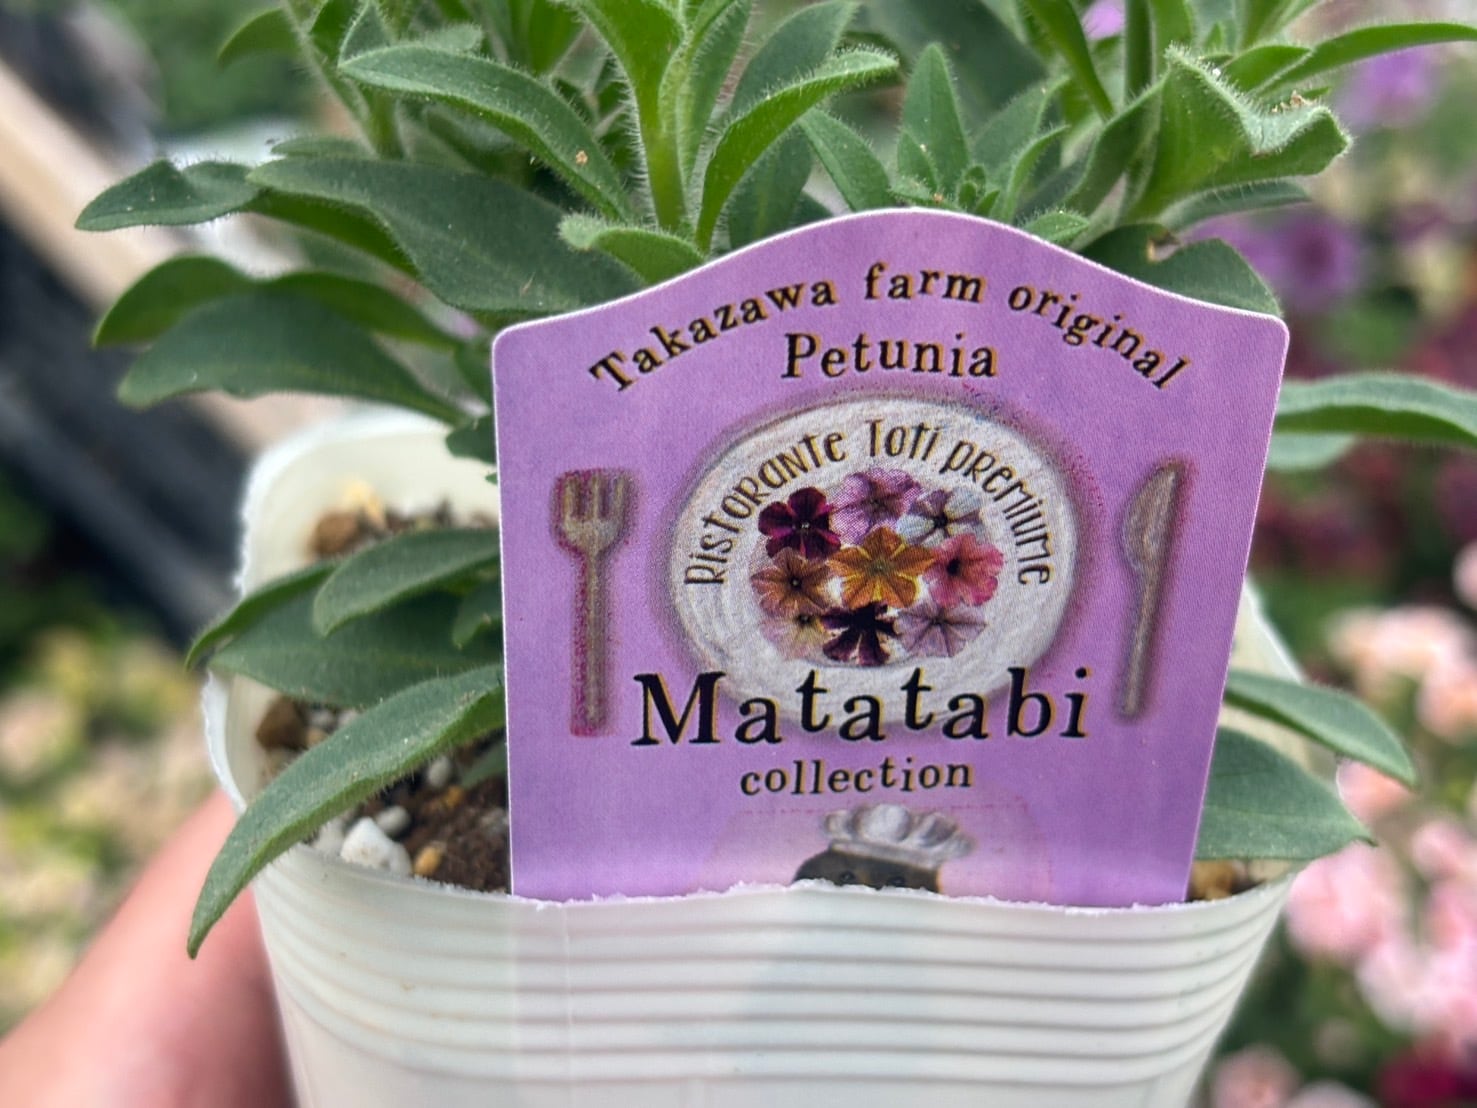 Takazawa farm original
Petunia
Ristorante Toti premiume
Matatabi
collection